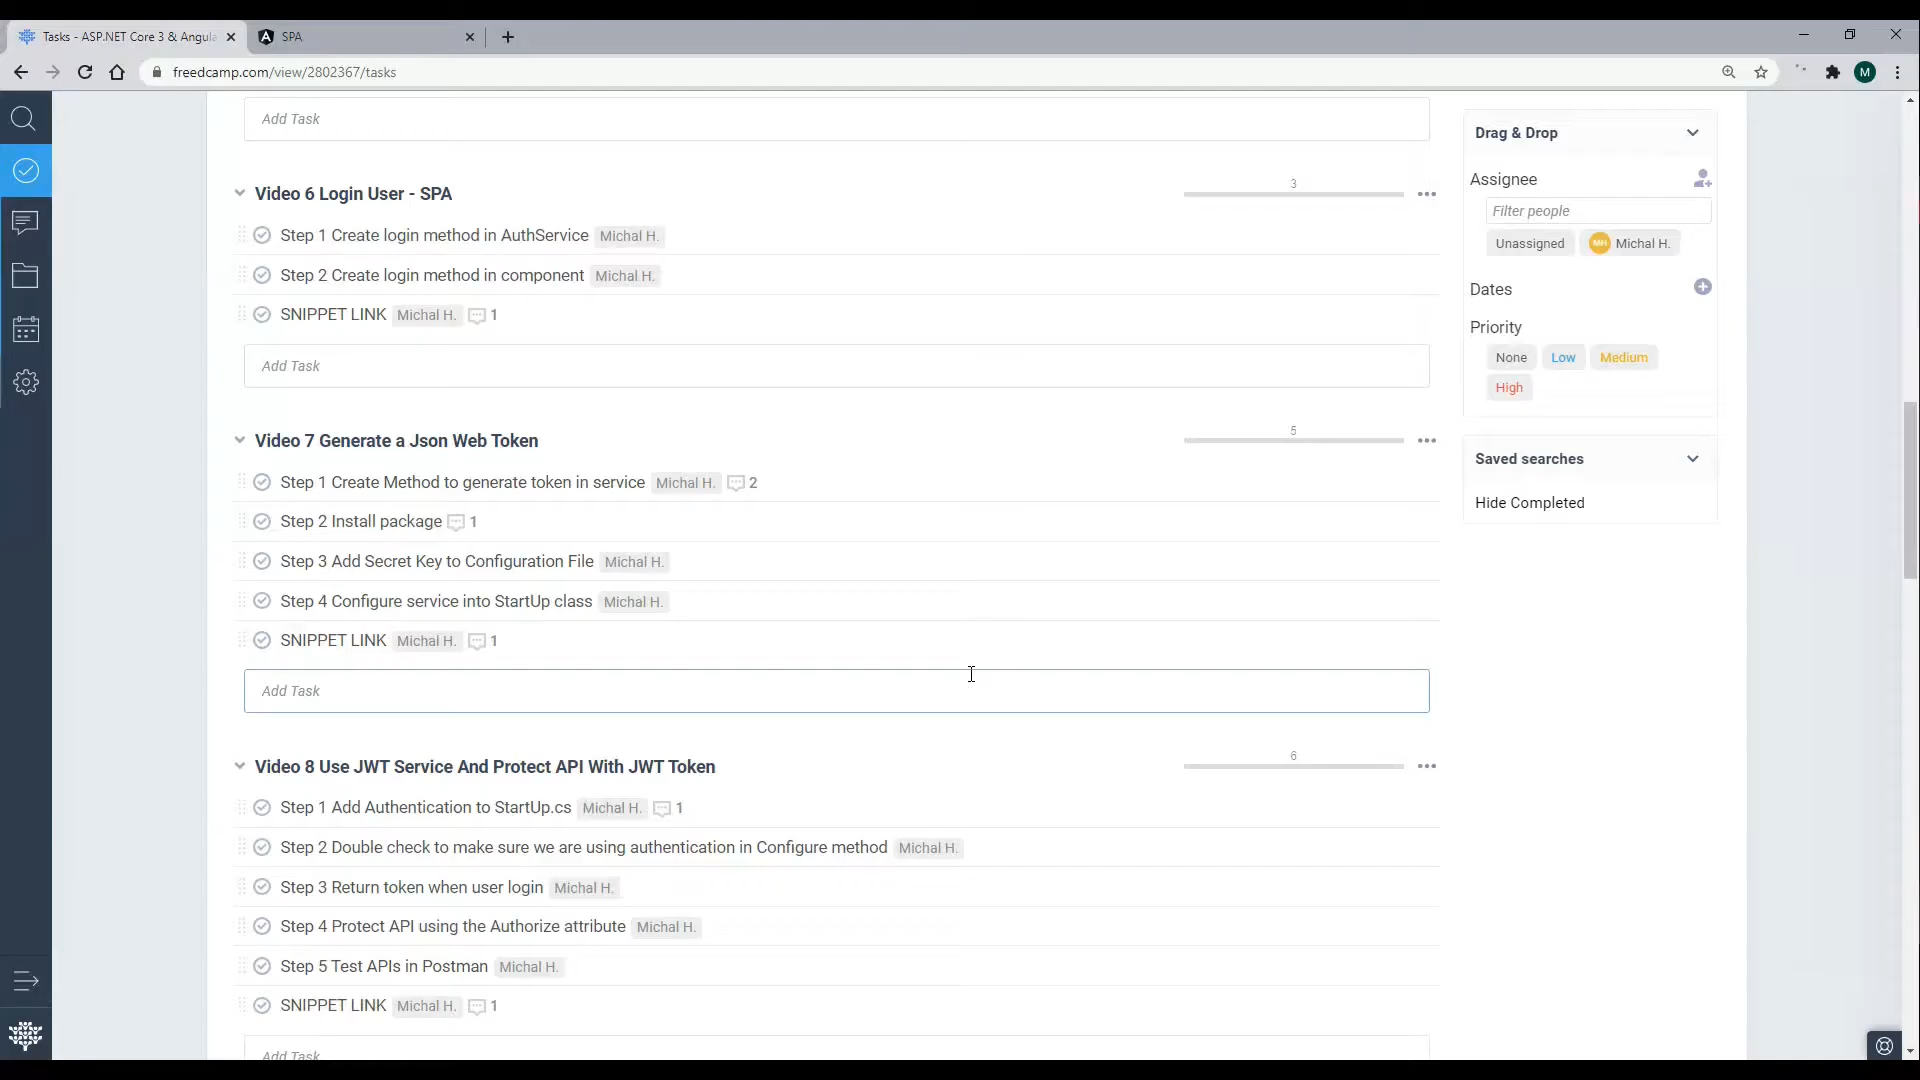 Tasks - ASP.NET Core 3 & Angula
SPA
freedcamp.com/view/2802367/tasks
M
Add Task
Video 6 Login User - SPA
3
Step 1 Create login method in AuthService Michal H.
Step 2 Create login method in component Michal H.
SNIPPET LINK Michal H. 1
Add Task
Video 7 Generate a Json Web Token
5
Step 1 Create Method to generate token in service Michal H. 2
Step 2 Install package 1
Step 3 Add Secret Key to Configuration File Michal H.
Step 4 Configure service into StartUp class Michal H.
SNIPPET LINK Michal H. 1
Add Task
Video 8 Use JWT Service And Protect API With JWT Token
6
Step 1 Add Authentication to StartUp.cs Michal H. 1
Step 2 Double check to make sure we are using authentication in Configure method Michal H.
Step 3 Return token when user login Michal H.
Step 4 Protect API using the Authorize attribute Michal H.
Step 5 Test APIs in Postman Michal H.
SNIPPET LINK Michal H. 1
Add Task
Drag & Drop
Assignee
Filter people
Unassigned MH Michal H.
Dates
Priority
None Low Medium
High
Saved searches
Hide Completed